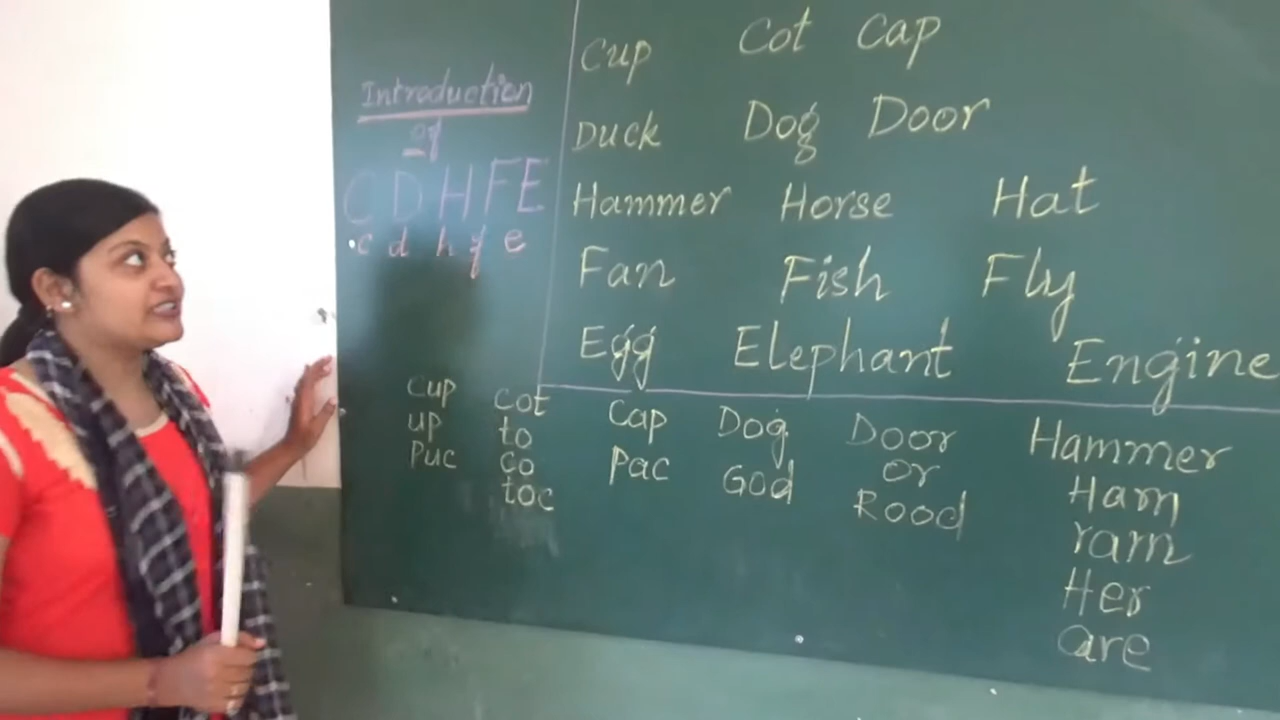 Introduction
of
C D H F E
c d h f e
Cup Cot Cap
Duck Dog Door
Hammer Horse Hat
Fan Fish Fly
Egg Elephant Engine
Cup
up
Puc
Cot
to
Co
toc
Cap
Pac
Dog
God
Door
or
Rood
Hammer
Ham
ram
Her
are